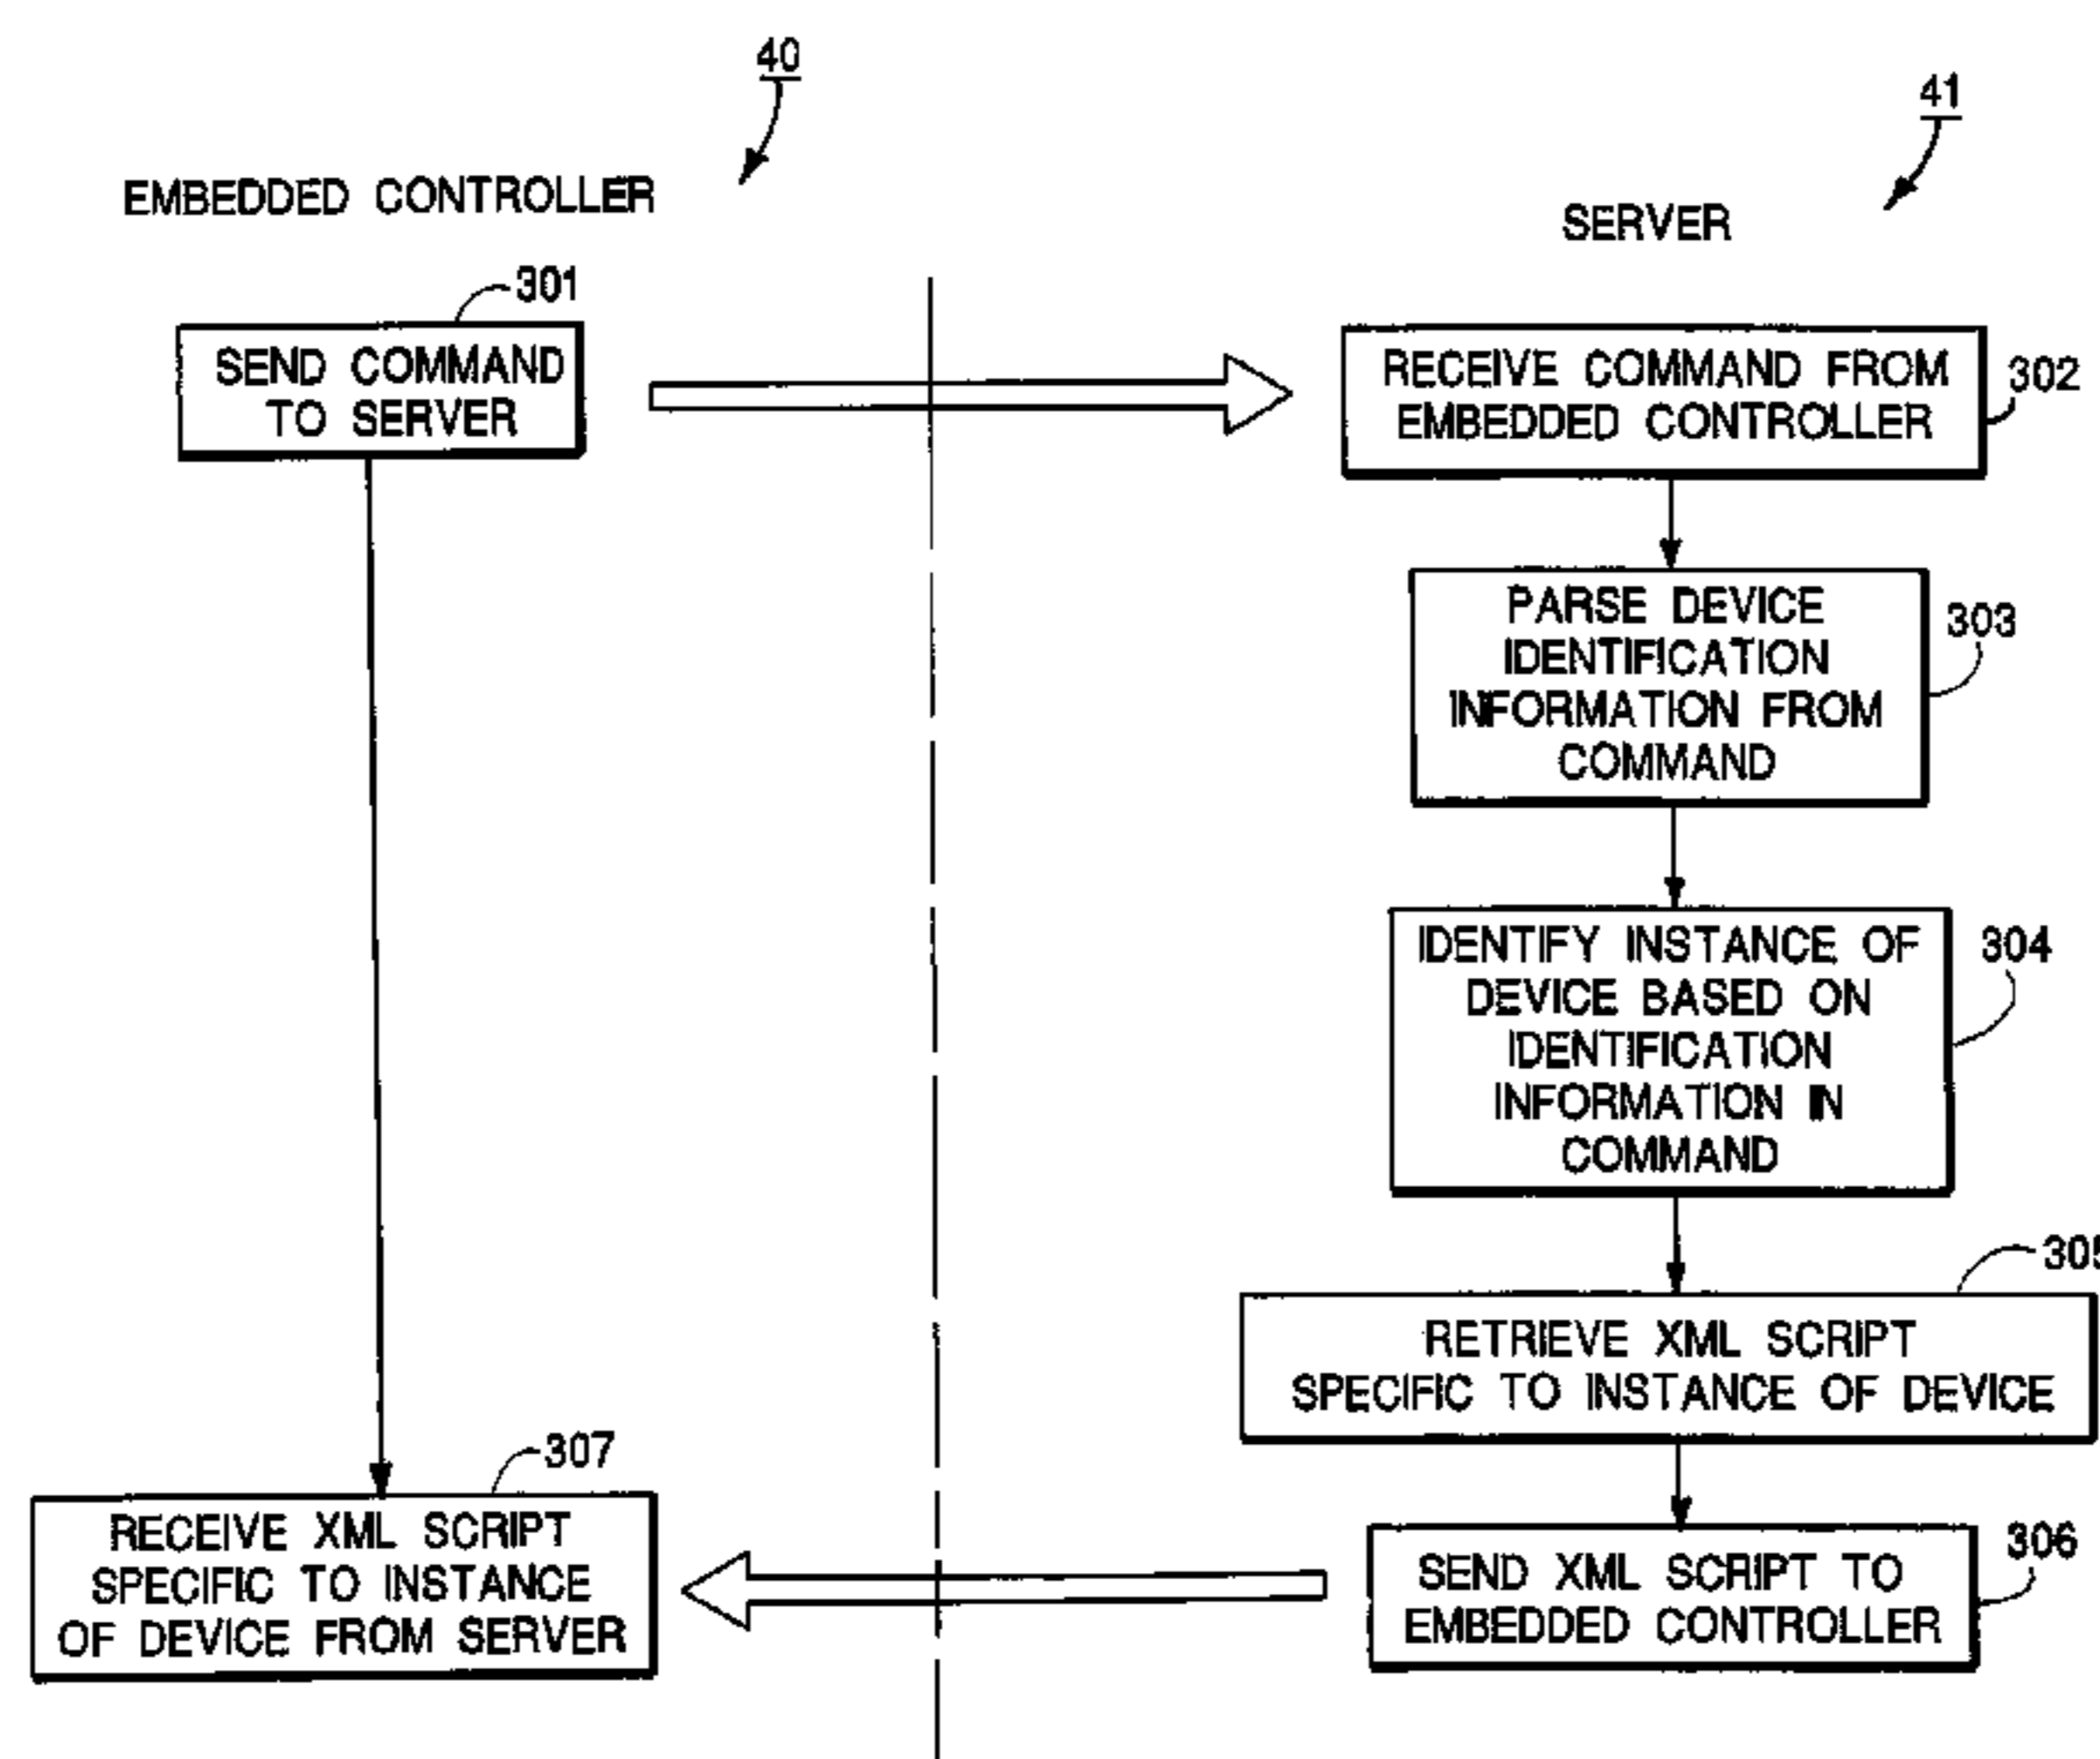 40
41
EMBEDDED CONTROLLER
SERVER
301
SEND COMMAND
TO SERVER
RECEIVE COMMAND FROM
EMBEDDED CONTROLLER
302
PARSE DEVICE
IDENTIFICATION
INFORMATION FROM
COMMAND
303
IDENTIFY INSTANCE OF
DEVICE BASED ON
IDENTIFICATION
INFORMATION IN
COMMAND
304
305
RETRIEVE XML SCRIPT
SPECIFIC TO INSTANCE OF DEVICE
307
RECEIVE XML SCRIPT
SPECIFIC TO INSTANCE
OF DEVICE FROM SERVER
SEND XML SCRIPT TO
EMBEDDED CONTROLLER
306